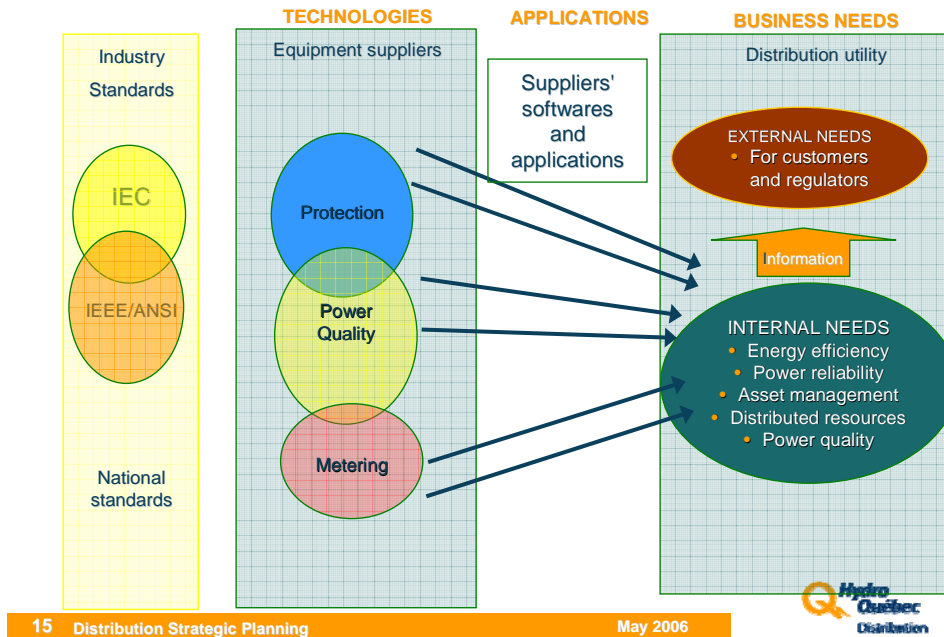 TECHNOLOGIES
APPLICATIONS
BUSINESS NEEDS
Industry
Standards
IEC
IEEE/ANSI
National
standards
Equipment suppliers
Protection
Power
Quality
Metering
Suppliers'
softwares
and
applications
Distribution utility
EXTERNAL NEEDS
• For customers
and regulators
Information
INTERNAL NEEDS
• Energy efficiency
• Power reliability
• Asset management
• Distributed resources
• Power quality
15 Distribution Strategic Planning
May 2006
Hydro
Québec
Distribution